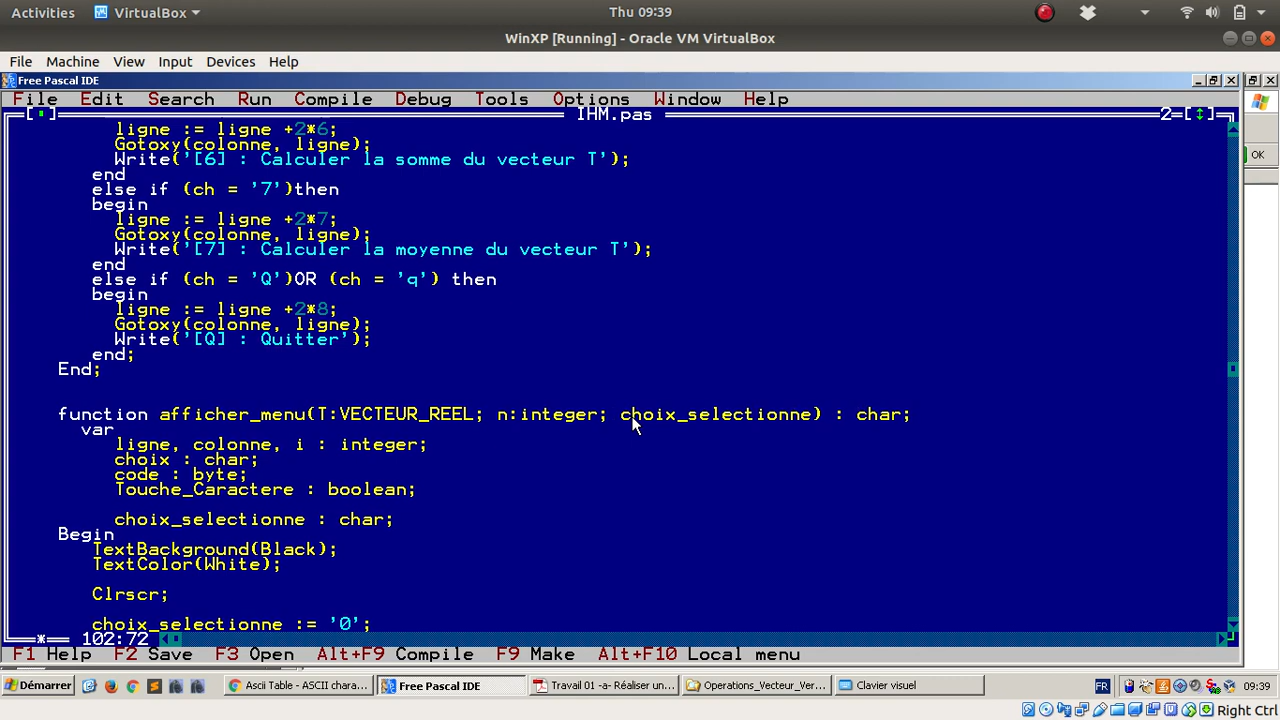 Activities VirtualBox Thu 09:39
WinXP [Running] - Oracle VM VirtualBox
File Machine View Input Devices Help
Free Pascal IDE
File Edit Search Run Compile Debug Tools Options Window Help
IHM.pas 2=[↕]
ligne := ligne +2*6;
Gotoxy(colonne, ligne);
Write('[6] : Calculer la somme du vecteur T');
end
else if (ch = '7')then
begin
ligne := ligne +2*7;
Gotoxy(colonne, ligne);
Write('[7] : Calculer la moyenne du vecteur T');
end
else if (ch = 'Q')OR (ch = 'q') then
begin
ligne := ligne +2*8;
Gotoxy(colonne, ligne);
Write('[Q] : Quitter');
end;
End;
function afficher_menu(T:VECTEUR_REEL; n:integer; choix_selectionne) : char;
var
ligne, colonne, i : integer;
choix : char;
code : byte;
Touche_Caractere : boolean;
choix_selectionne : char;
Begin
TextBackground(Black);
TextColor(White);
Clrscr;
choix_selectionne := '0';
102:72
F1 Help F2 Save F3 Open Alt+F9 Compile F9 Make Alt+F10 Local menu
OK
Démarrer Ascii Table - ASCII chara... Free Pascal IDE Travail 01 -a- Réaliser un... Operations_Vecteur_Ver... Clavier visuel FR 09:39
Right Ctrl